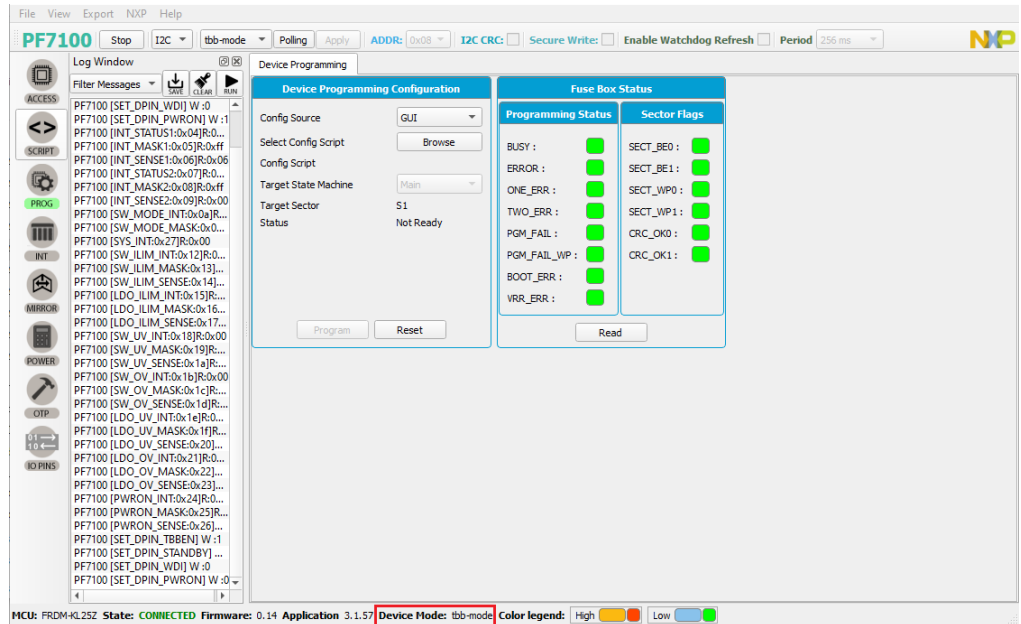 File View Export NXP Help
PF7100 Stop I2C tbb-mode Polling Apply ADDR: 0x08 I2C CRC: Secure Write: Enable Watchdog Refresh Period 256 ms NXP
ACCESS
SCRIPT
PROG
INT
MIRROR
POWER
OTP
01
10
IO PINS
Log Window
Filter Messages SAVE CLEAR RUN
PF7100 [SET_DPIN_WDI] W :0
PF7100 [SET_DPIN_PWRON] W :1
PF7100 [INT_STATUS1:0x04]R:0...
PF7100 [INT_MASK1:0x05]R:0xff
PF7100 [INT_SENSE1:0x06]R:0x06
PF7100 [INT_STATUS2:0x07]R:0...
PF7100 [INT_MASK2:0x08]R:0xff
PF7100 [INT_SENSE2:0x09]R:0x00
PF7100 [SW_MODE_INT:0x0a]R...
PF7100 [SW_MODE_MASK:0x0...
PF7100 [SYS_INT:0x27]R:0x00
PF7100 [SW_ILIM_INT:0x12]R:0...
PF7100 [SW_ILIM_MASK:0x13]...
PF7100 [SW_ILIM_SENSE:0x14]...
PF7100 [LDO_ILIM_INT:0x15]R:...
PF7100 [LDO_ILIM_MASK:0x16...
PF7100 [LDO_ILIM_SENSE:0x17...
PF7100 [SW_UV_INT:0x18]R:0x00
PF7100 [SW_UV_MASK:0x19]R:...
PF7100 [SW_UV_SENSE:0x1a]R:...
PF7100 [SW_OV_INT:0x1b]R:0x00
PF7100 [SW_OV_MASK:0x1c]R:...
PF7100 [SW_OV_SENSE:0x1d]R:...
PF7100 [LDO_UV_INT:0x1e]R:0...
PF7100 [LDO_UV_MASK:0x1f]R...
PF7100 [LDO_UV_SENSE:0x20]...
PF7100 [LDO_OV_INT:0x21]R:0...
PF7100 [LDO_OV_MASK:0x22]...
PF7100 [LDO_OV_SENSE:0x23]...
PF7100 [PWRON_INT:0x24]R:0...
PF7100 [PWRON_MASK:0x25]R...
PF7100 [PWRON_SENSE:0x26]...
PF7100 [SET_DPIN_TBBEN] W :1
PF7100 [SET_DPIN_STANDBY] ...
PF7100 [SET_DPIN_WDI] W :0
PF7100 [SET_DPIN_PWRON] W :0
Device Programming
Device Programming Configuration
Config Source GUI
Select Config Script Browse
Config Script
Target State Machine Main
Target Sector S1
Status Not Ready
Program Reset
Fuse Box Status
Programming Status
BUSY :
ERROR :
ONE_ERR :
TWO_ERR :
PGM_FAIL :
PGM_FAIL_WP :
BOOT_ERR :
VRR_ERR :
Sector Flags
SECT_BE0 :
SECT_BE1 :
SECT_WP0 :
SECT_WP1 :
CRC_OK0 :
CRC_OK1 :
Read
MCU: FRDM-KL25Z State: CONNECTED Firmware: 0.14 Application 3.1.57 Device Mode: tbb-mode Color legend: High Low